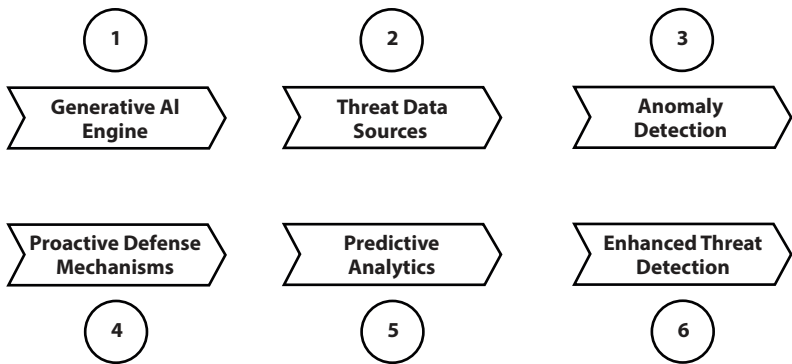 1
2
3
Generative AI
Engine
Threat Data
Sources
Anomaly
Detection
Proactive Defense
Mechanisms
Predictive
Analytics
Enhanced Threat
Detection
4
5
6